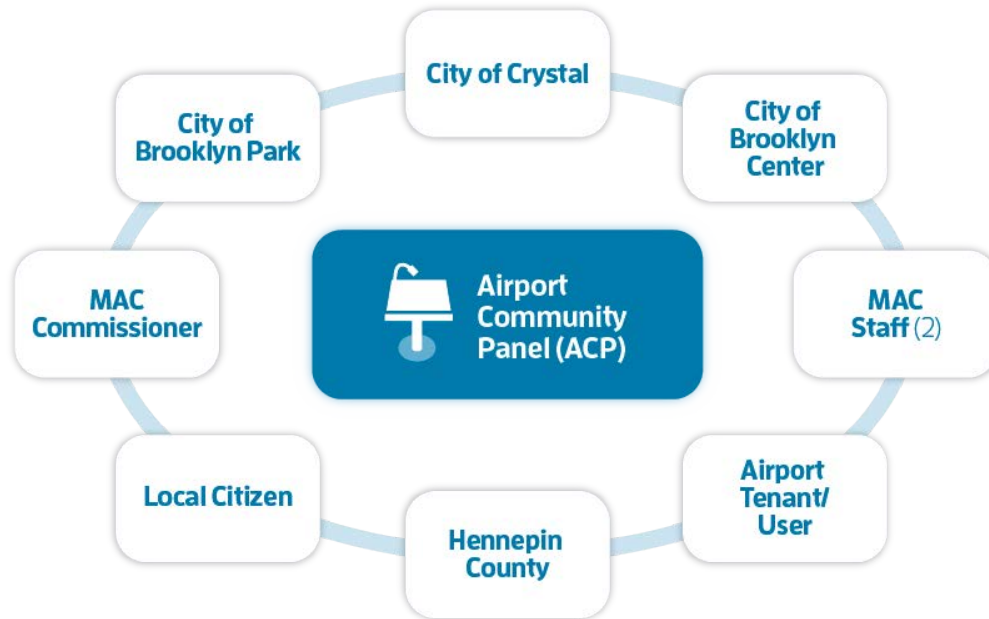 City of Crystal
City of
Brooklyn Park
City of
Brooklyn
Center
MAC
Commissioner
Airport
Community
Panel (ACP)
MAC
Staff (2)
Local Citizen
Airport
Tenant/
User
Hennepin
County